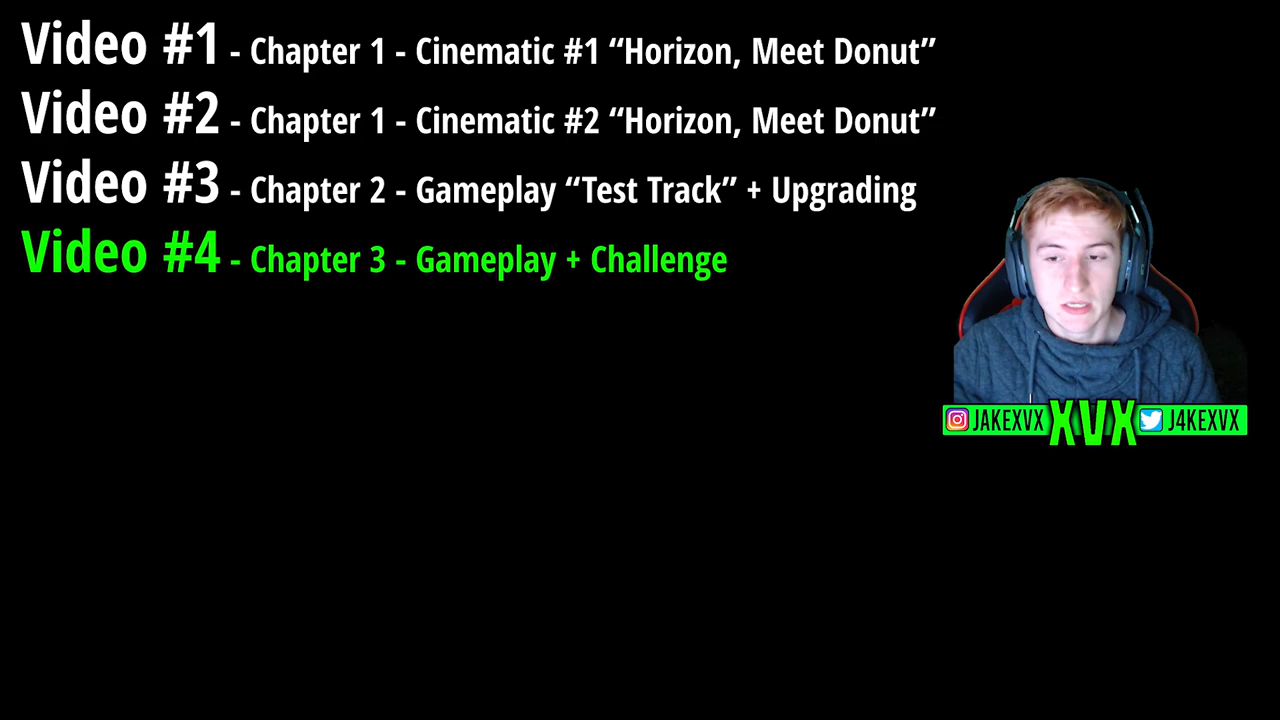 Video #1 - Chapter 1 - Cinematic #1 “Horizon, Meet Donut”
Video #2 - Chapter 1 - Cinematic #2 “Horizon, Meet Donut”
Video #3 - Chapter 2 - Gameplay “Test Track” + Upgrading
Video #4 - Chapter 3 - Gameplay + Challenge
JAKEXVX XVX J4KEXVX